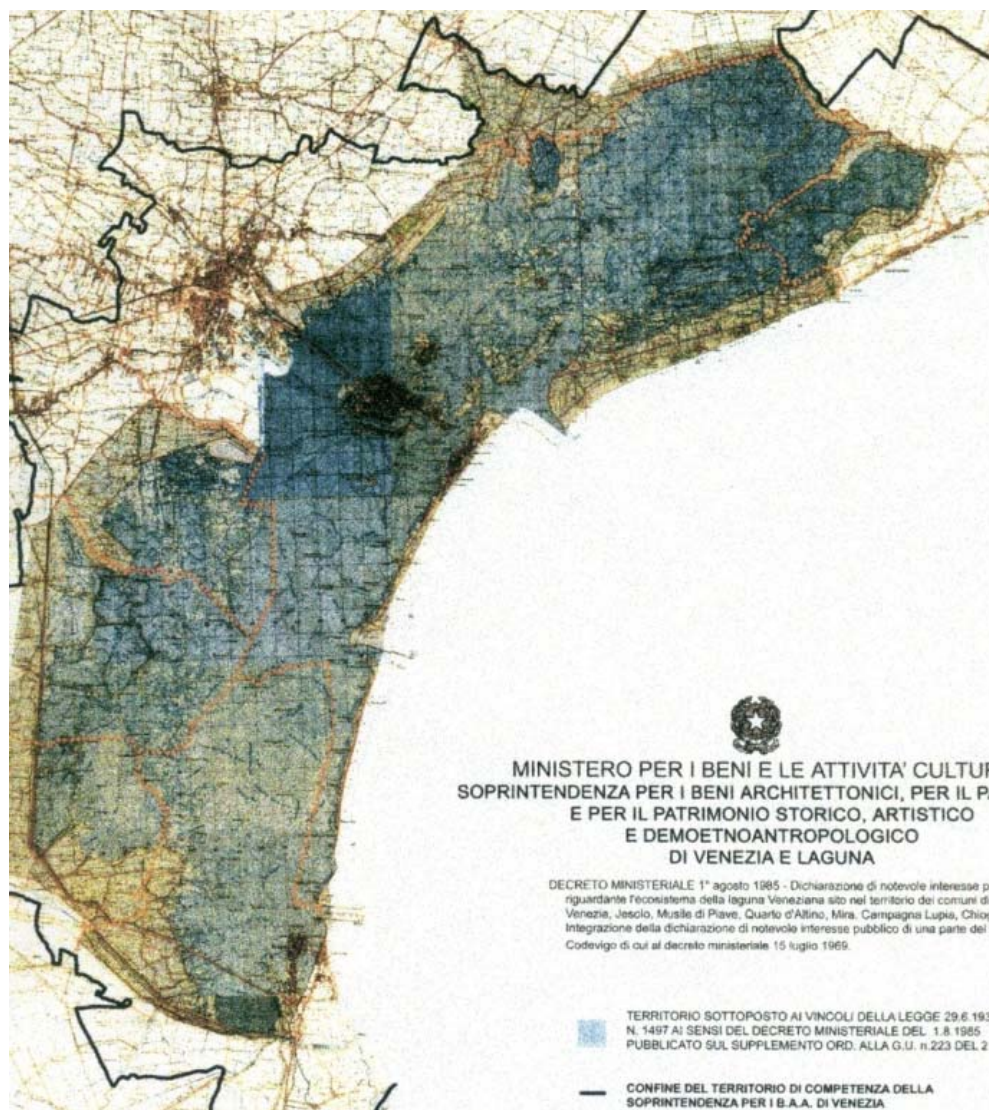 MINISTERO PER I BENI E LE ATTIVITA' CULTUR
SOPRINTENDENZA PER I BENI ARCHITETTONICI, PER IL PA
E PER IL PATRIMONIO STORICO, ARTISTICO
E DEMOETNOANTROPOLOGICO
DI VENEZIA E LAGUNA
DECRETO MINISTERIALE 1° agosto 1985 - Dichiarazione di notevole interesse p
riguardante l'ecosistema della laguna Veneziana sito nel territorio dei comuni di
Venezia, Jesolo, Musile di Piave, Quarto d'Altino, Mira, Campagna Lupia, Chiog
Integrazione della dichiarazione di notevole interesse pubblico di una parte del
Codevigo di cui al decreto ministeriale 15 luglio 1969.
TERRITORIO SOTTOPOSTO AI VINCOLI DELLA LEGGE 29.6.193
N. 1497 AI SENSI DEL DECRETO MINISTERIALE DEL 1.8.1985
PUBBLICATO SUL SUPPLEMENTO ORD. ALLA G.U. n.223 DEL 2
CONFINE DEL TERRITORIO DI COMPETENZA DELLA
SOPRINTENDENZA PER I B.A.A. DI VENEZIA